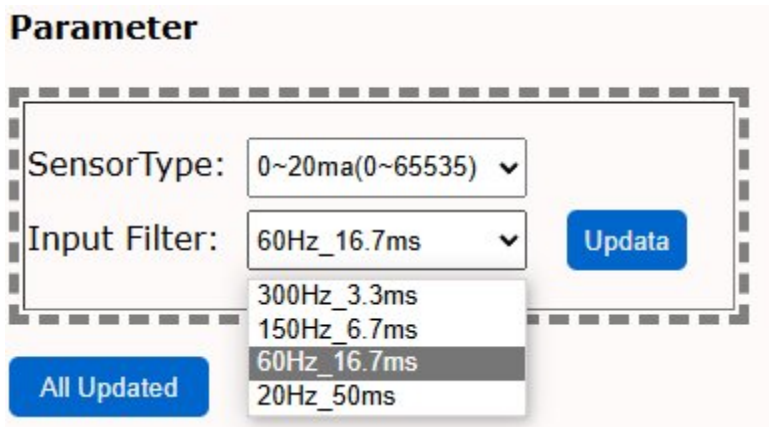 Parameter
SensorType: 0~20ma(0~65535)
Input Filter: 60Hz_16.7ms Updata
300Hz_3.3ms
150Hz_6.7ms
60Hz_16.7ms
20Hz_50ms
All Updated